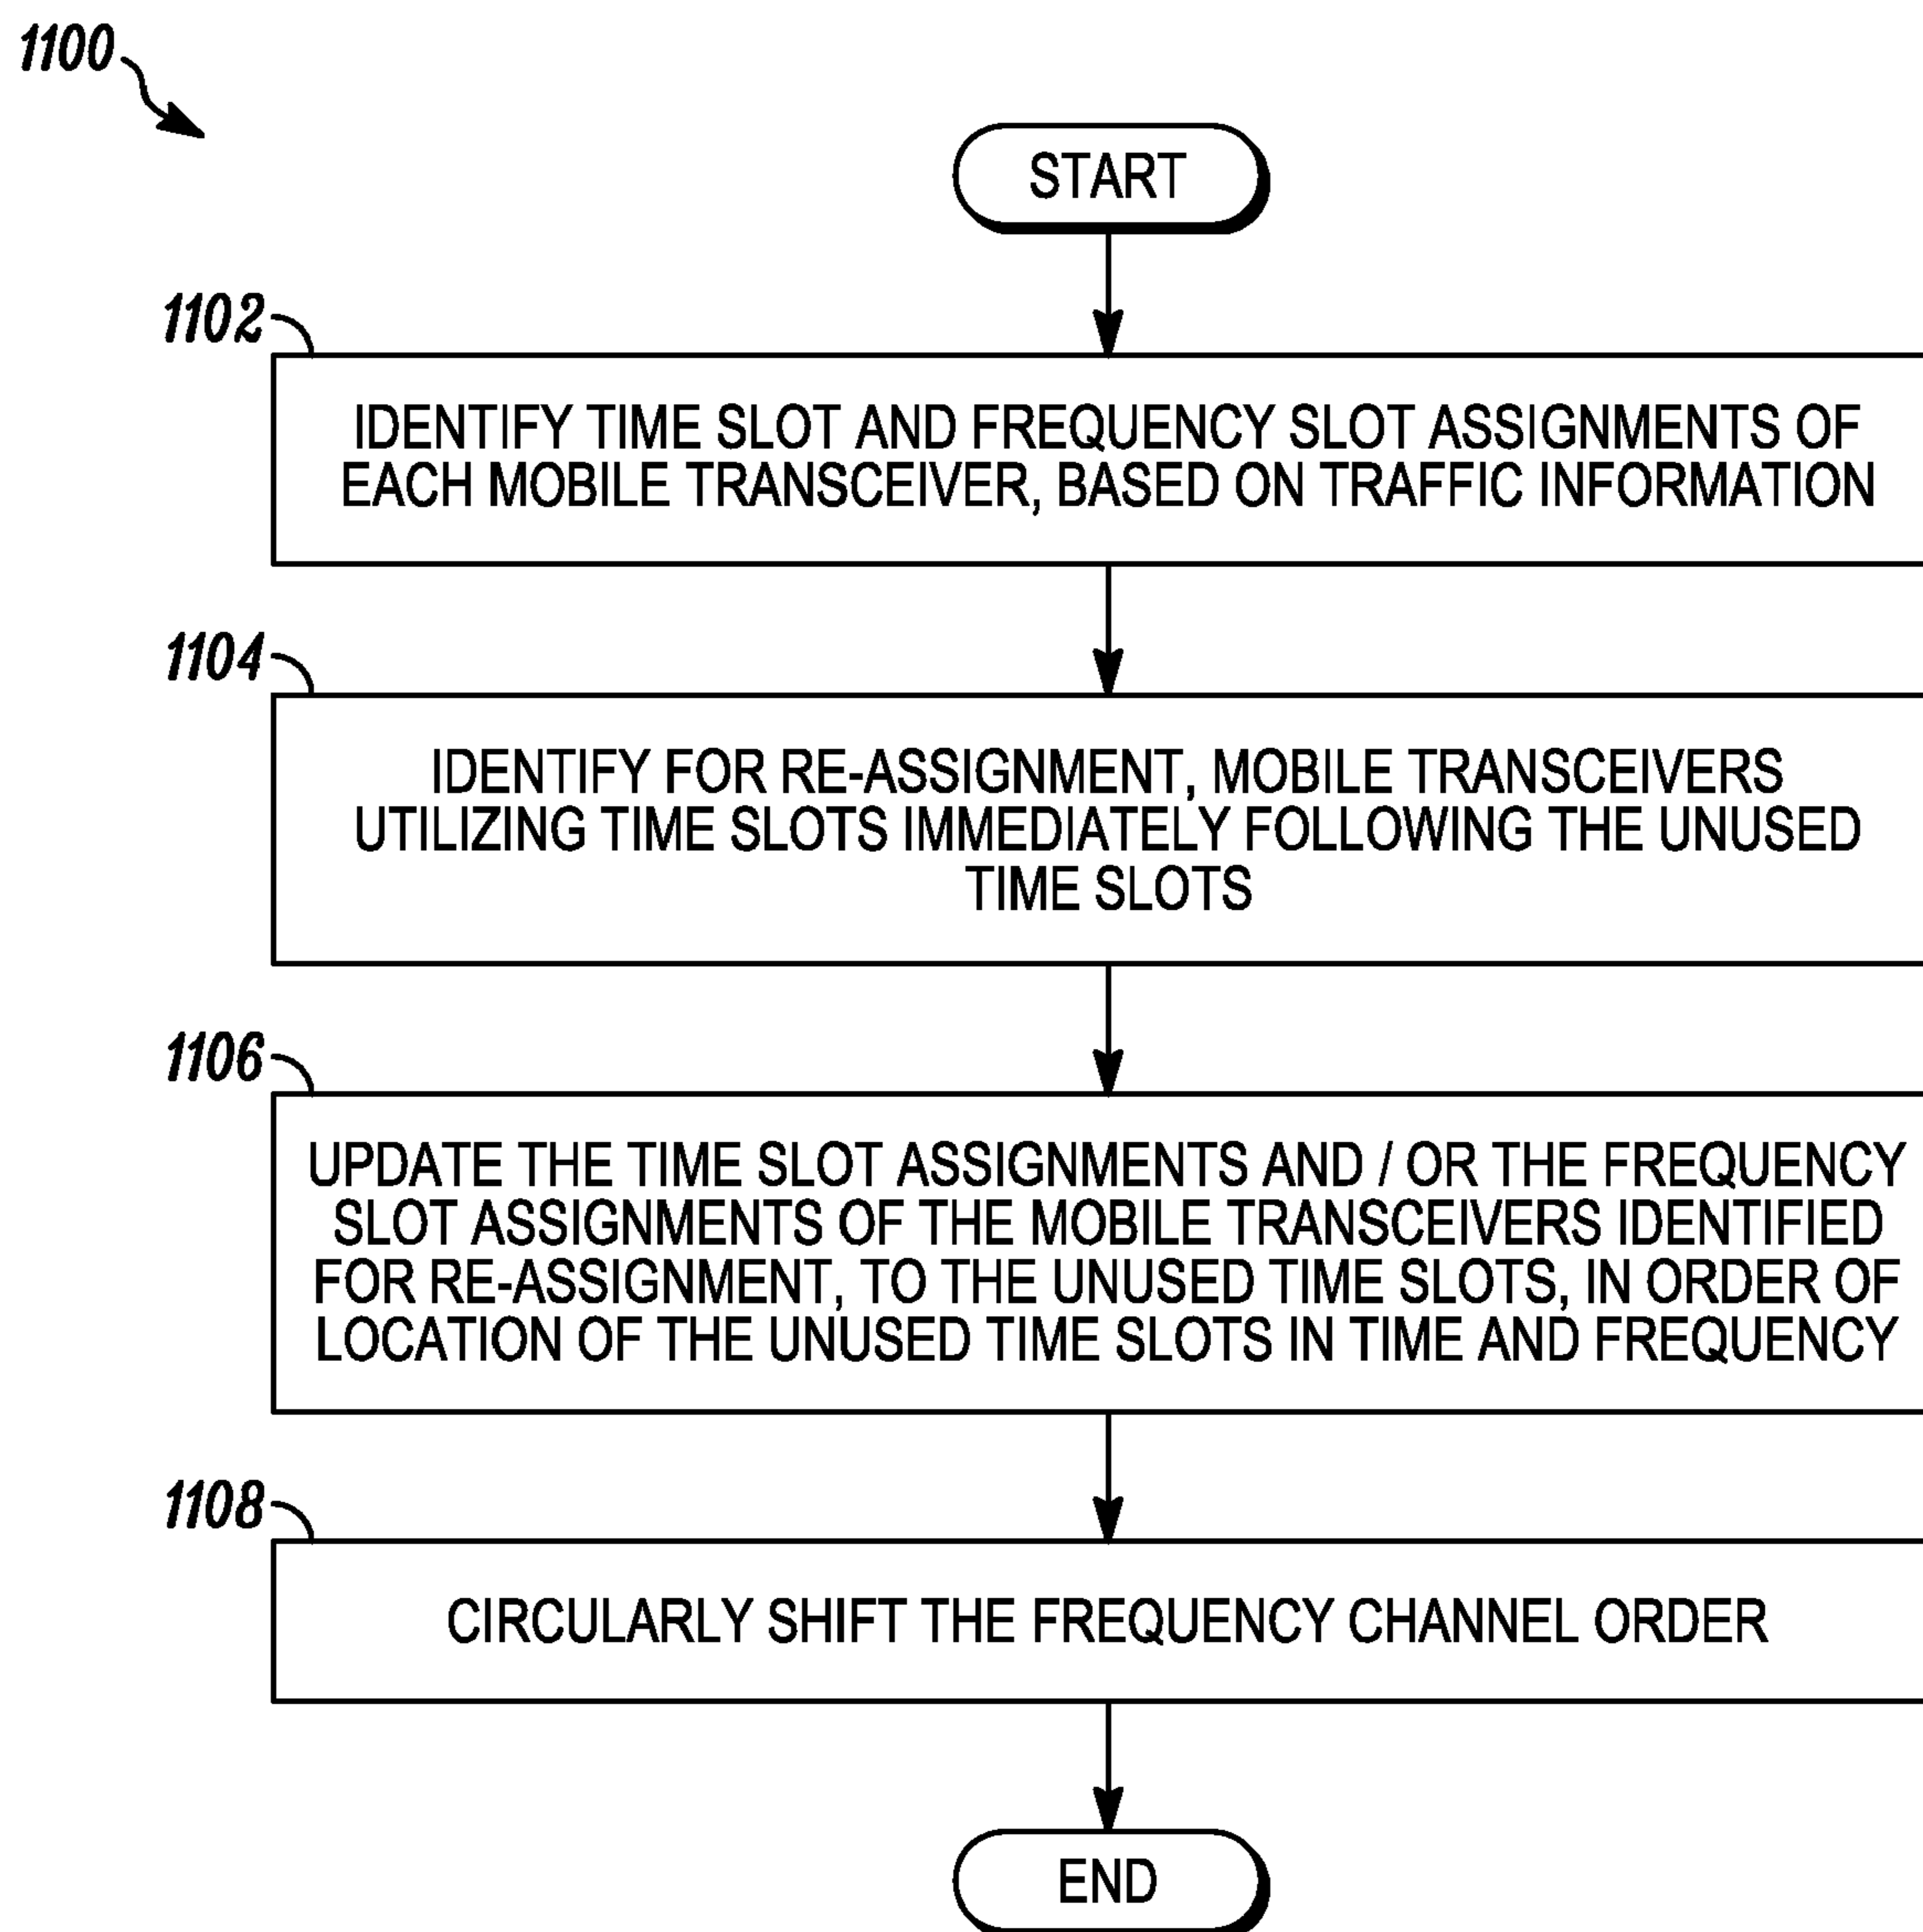 1100
START
1102
IDENTIFY TIME SLOT AND FREQUENCY SLOT ASSIGNMENTS OF
EACH MOBILE TRANSCEIVER, BASED ON TRAFFIC INFORMATION
1104
IDENTIFY FOR RE-ASSIGNMENT, MOBILE TRANSCEIVERS
UTILIZING TIME SLOTS IMMEDIATELY FOLLOWING THE UNUSED
TIME SLOTS
1106
UPDATE THE TIME SLOT ASSIGNMENTS AND / OR THE FREQUENCY
SLOT ASSIGNMENTS OF THE MOBILE TRANSCEIVERS IDENTIFIED
FOR RE-ASSIGNMENT, TO THE UNUSED TIME SLOTS, IN ORDER OF
LOCATION OF THE UNUSED TIME SLOTS IN TIME AND FREQUENCY
1108
CIRCULARLY SHIFT THE FREQUENCY CHANNEL ORDER
END